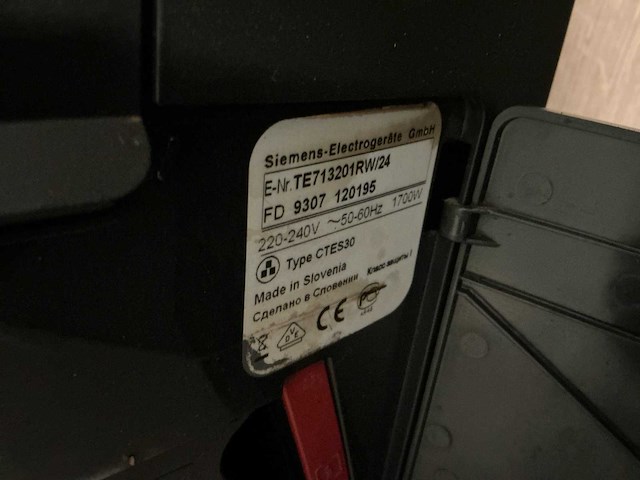 Siemens-Electrogeräte GmbH
E-Nr. TE713201RW/24
FD 9307 120195
220-240V ~50-60Hz 1700W
Type CTES30
Made in Slovenia
Сделано в Словении Класс защиты I
VDE CE